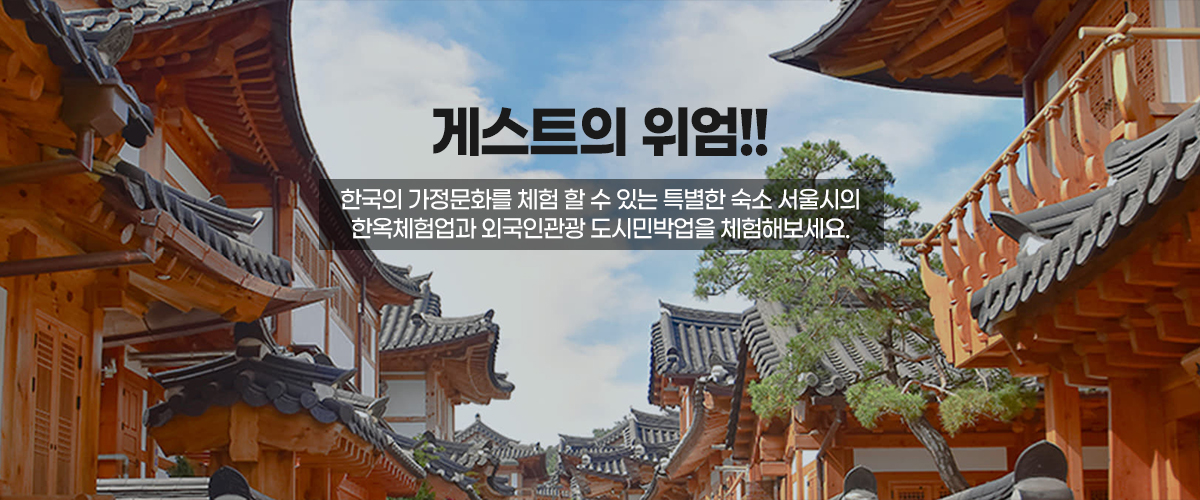 게스트의 위엄!!
한국의 가정문화를 체험 할 수 있는 특별한 숙소 서울시의
한옥체험업과 외국인관광 도시민박업을 체험해보세요.